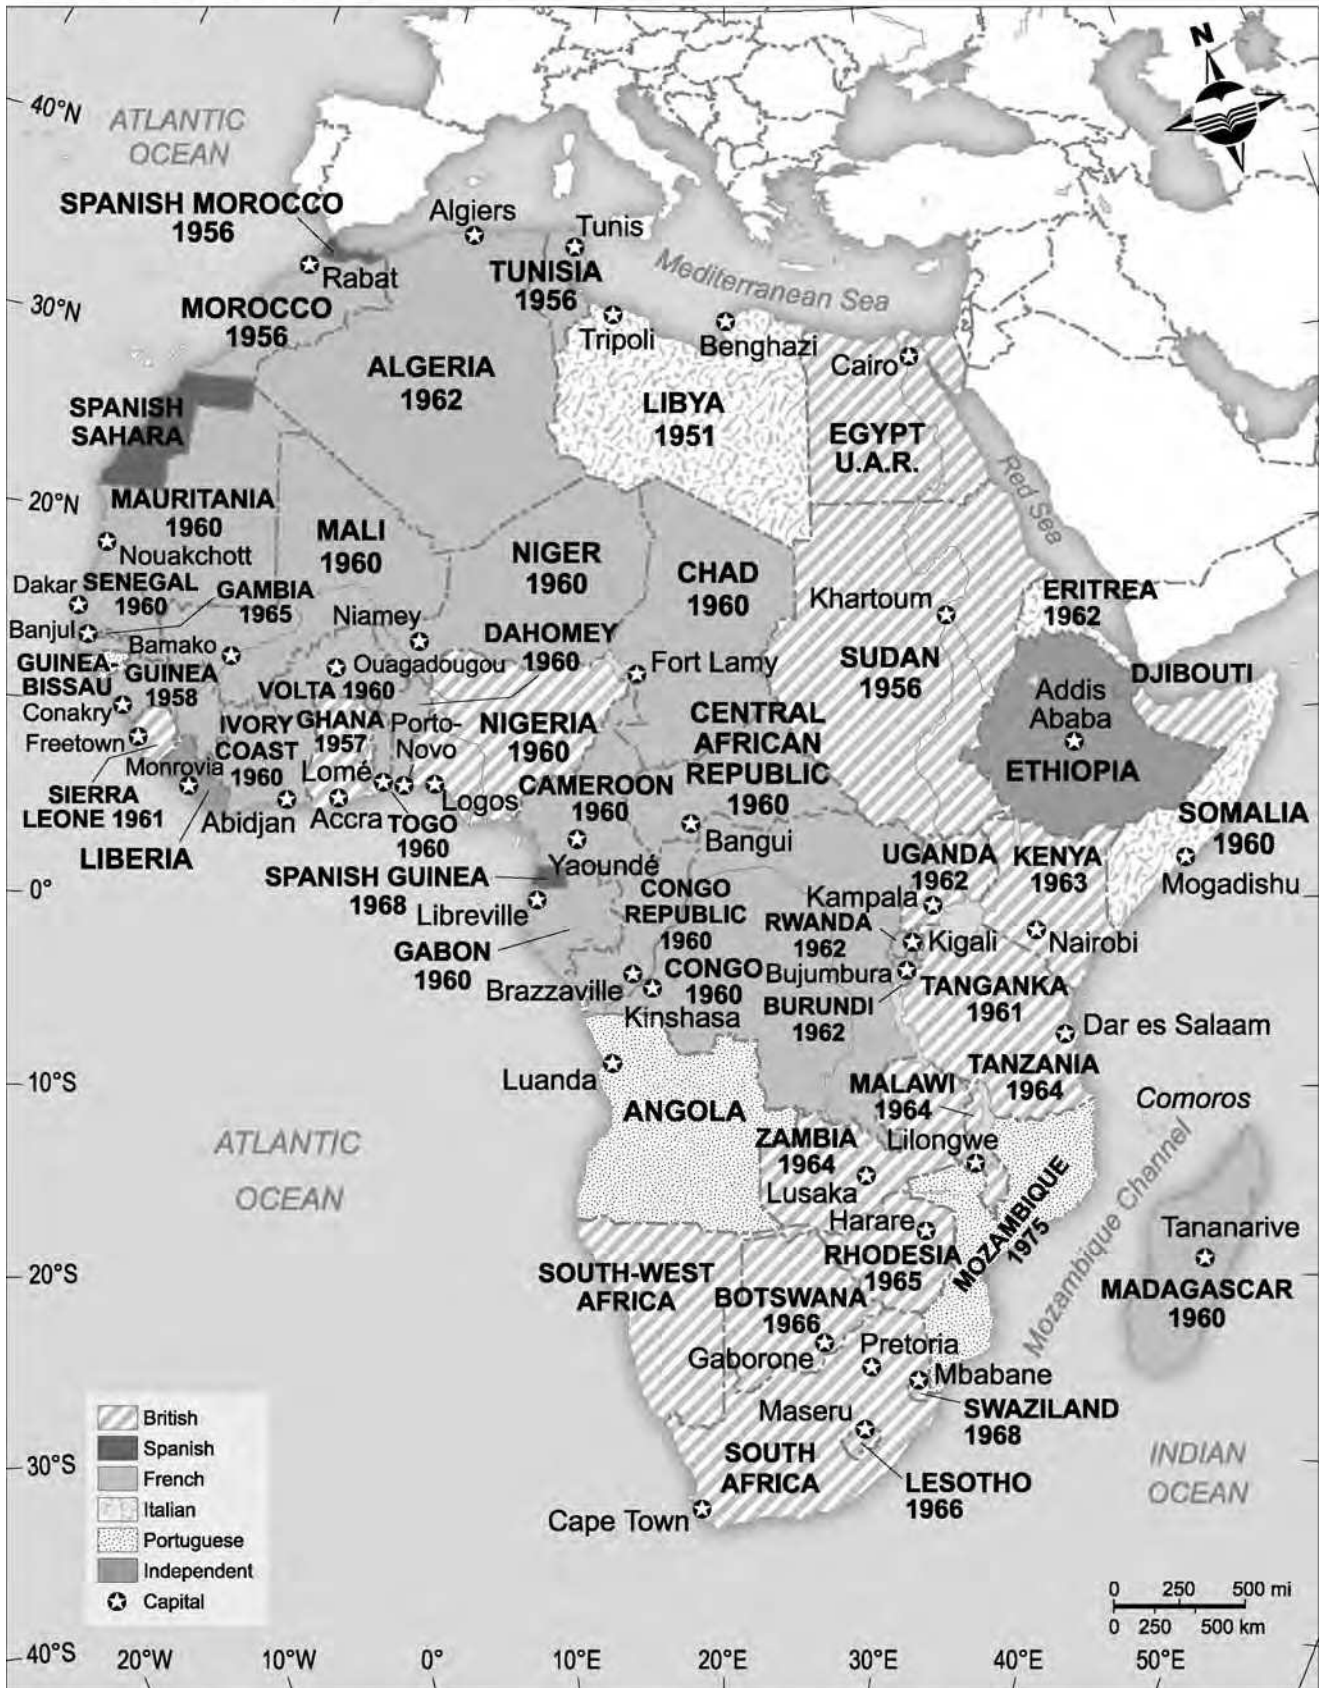 N
40°N
ATLANTIC
OCEAN
SPANISH MOROCCO
1956
Algiers
Tunis
Rabat
TUNISIA
1956
Mediterranean Sea
30°N
MOROCCO
1956
Tripoli
Benghazi
Cairo
ALGERIA
1962
SPANISH
SAHARA
LIBYA
1951
EGYPT
U.A.R.
Red Sea
20°N
MAURITANIA
1960
Nouakchott
MALI
1960
NIGER
1960
CHAD
1960
Dakar
SENEGAL
1960
GAMBIA
1965
Khartoum
ERITREA
1962
Banjul
Bamako
Niamey
DAHOMEY
1960
GUINEA-
BISSAU
GUINEA
1958
Ouagadougou
Fort Lamy
SUDAN
1956
DJIBOUTI
VOLTA 1960
Conakry
Addis
Ababa
IVORY
COAST
1960
GHANA
1957
Porto-
Novo
NIGERIA
1960
CENTRAL
AFRICAN
REPUBLIC
1960
Freetown
Monrovia
Lomé
ETHIOPIA
SIERRA
LEONE 1961
Abidjan
Accra
TOGO
1960
Logos
CAMEROON
1960
Bangui
SOMALIA
1960
LIBERIA
Yaoundé
UGANDA
1962
KENYA
1963
Mogadishu
SPANISH GUINEA
1968
0°
Libreville
CONGO
REPUBLIC
1960
Kampala
RWANDA
1962
Kigali
Nairobi
GABON
1960
Brazzaville
CONGO
1960
Kinshasa
Bujumbura
BURUNDI
1962
TANGANKA
1961
Dar es Salaam
Luanda
TANZANIA
1964
10°S
MALAWI
1964
Comoros
ANGOLA
ATLANTIC
OCEAN
ZAMBIA
1964
Lilongwe
Lusaka
MOZAMBIQUE
1975
Mozambique Channel
Harare
Tananarive
RHODESIA
1965
20°S
SOUTH-WEST
AFRICA
BOTSWANA
1966
MADAGASCAR
1960
Gaborone
Pretoria
Mbabane
SWAZILAND
1968
Maseru
SOUTH
AFRICA
LESOTHO
1966
INDIAN
OCEAN
30°S
Cape Town
British
Spanish
French
Italian
Portuguese
Independent
Capital
0 250 500 mi
0 250 500 km
40°S
20°W 10°W 0° 10°E 20°E 30°E 40°E 50°E